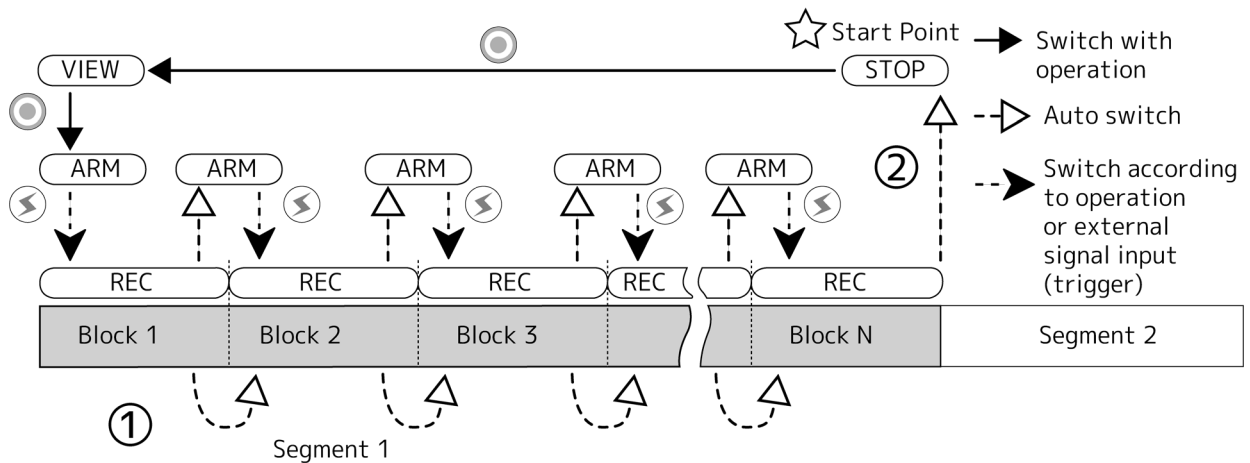 Start Point
Switch with
operation
VIEW
STOP
Auto switch
ARM
ARM
ARM
ARM
ARM
②
Switch according
to operation
or external
signal input
(trigger)
REC
REC
REC
REC
REC
Block 1
Block 2
Block 3
Block N
Segment 2
①
Segment 1